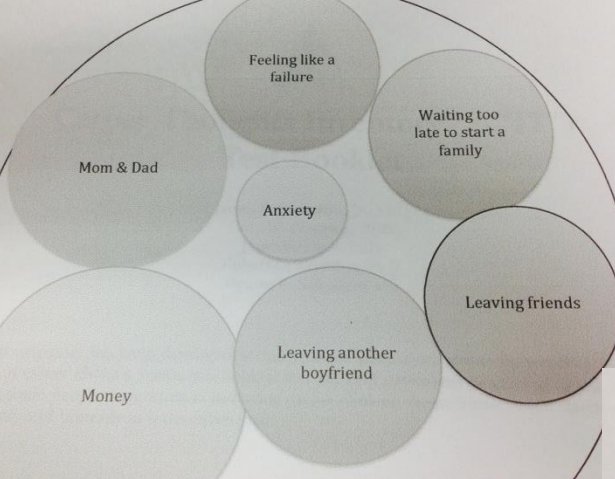 Feeling like a
failure
Waiting too
late to start a
family
Mom & Dad
Anxiety
Leaving friends
Leaving another
boyfriend
Money